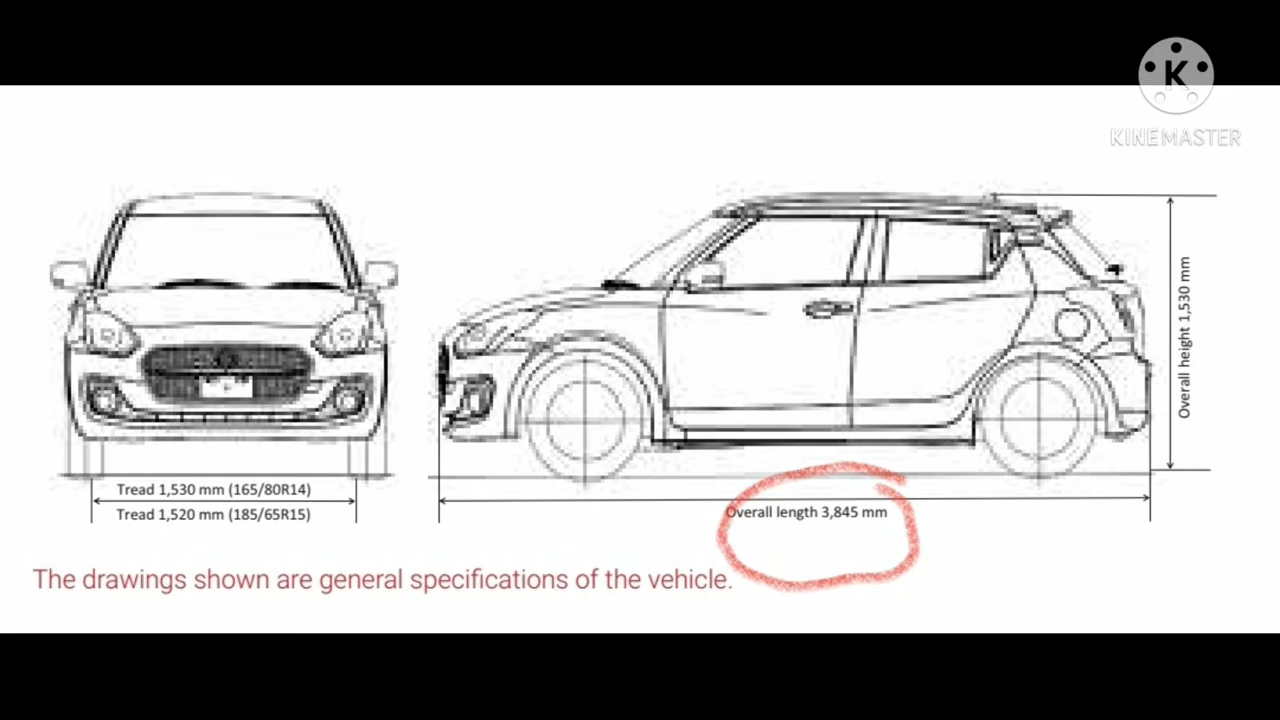 K
KINEMASTER
Overall height 1,530 mm
Tread 1,530 mm (165/80R14)
Tread 1,520 mm (185/65R15)
Overall length 3,845 mm
The drawings shown are general specifications of the vehicle.